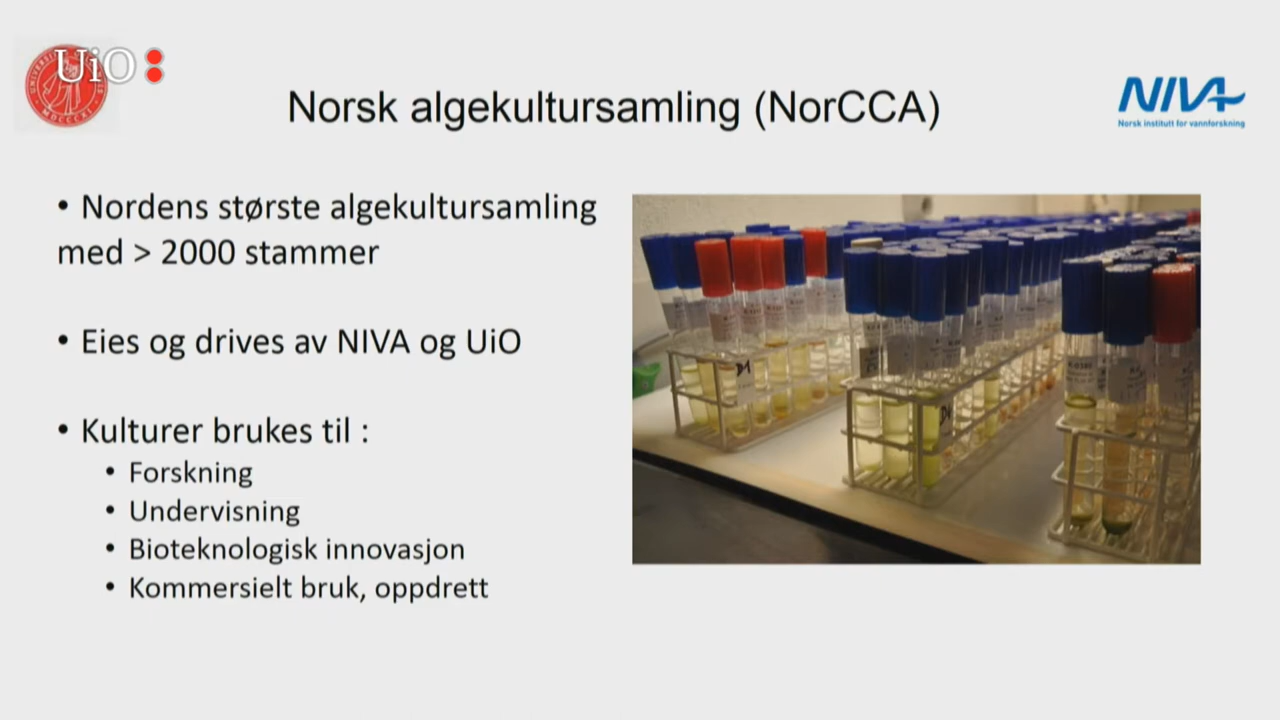 UiO
Norsk algekultursamling (NorCCA)
NIVA
Norsk institutt for vannforskning
• Nordens største algekultursamling
med > 2000 stammer
• Eies og drives av NIVA og UiO
• Kulturer brukes til :
• Forskning
• Undervisning
• Bioteknologisk innovasjon
• Kommersielt bruk, oppdrett